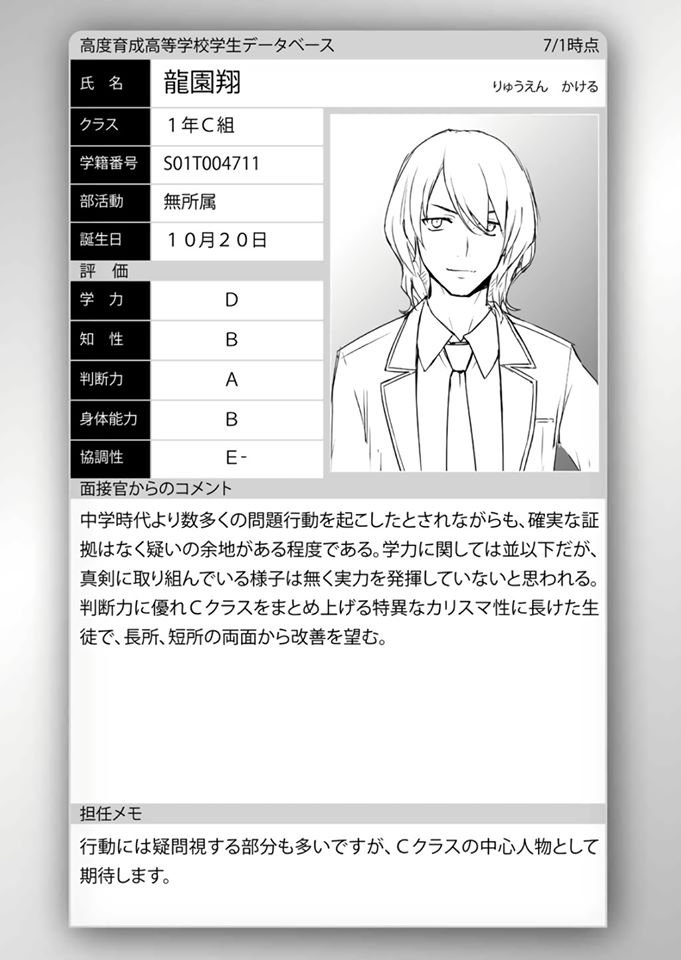 高度育成高等学校学生データベース 7/1時点
氏 名 龍園翔 りゅうえん かける
クラス 1年C組
学籍番号 S01T004711
部活動 無所属
誕生日 10月20日
評 価
学 力 D
知 性 B
判断力 A
身体能力 B
協調性 E-
面接官からのコメント
中学時代より数多くの問題行動を起こしたとされながらも、確実な証
拠はなく疑いの余地がある程度である。学力に関しては並以下だが、
真剣に取り組んでいる様子は無く実力を発揮していないと思われる。
判断力に優れCクラスをまとめ上げる特異なカリスマ性に長けた生
徒で、長所、短所の両面から改善を望む。
担任メモ
行動には疑問視する部分も多いですが、Cクラスの中心人物として
期待します。